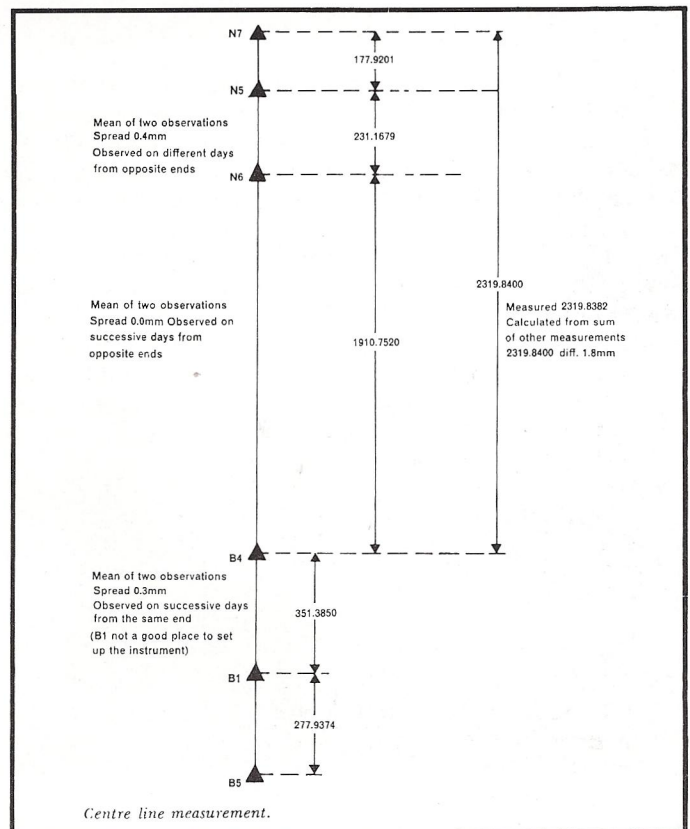 N7
177.9201
N5
Mean of two observations
Spread 0.4mm
Observed on different days
from opposite ends
231.1679
N6
2319.8400
Mean of two observations
Spread 0.0mm Observed on
successive days from
opposite ends
1910.7520
Measured 2319.8382
Calculated from sum
of other measurements
2319.8400 diff. 1.8mm
B4
Mean of two observations
Spread 0.3mm
Observed on successive days
from the same end
(B1 not a good place to set
up the instrument)
351.3850
B1
277.9374
B5
Centre line measurement.